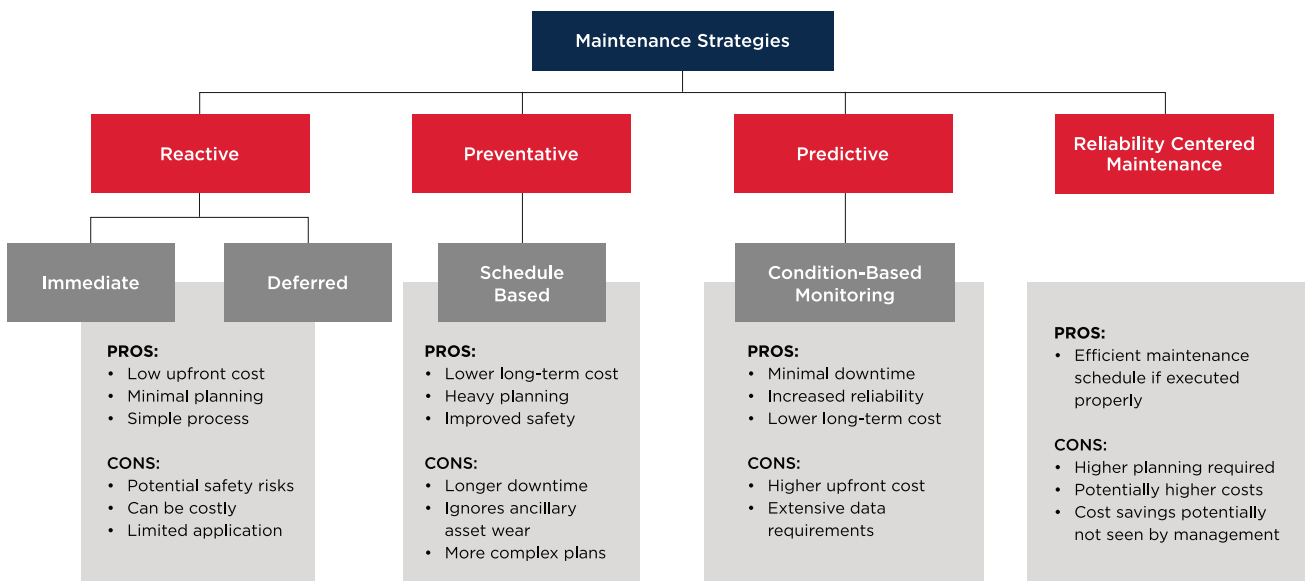 Maintenance Strategies
Reactive
Preventative
Predictive
Reliability Centered
Maintenance
Immediate
Deferred
Schedule
Based
Condition-Based
Monitoring
PROS:
• Low upfront cost
• Minimal planning
• Simple process
CONS:
• Potential safety risks
• Can be costly
• Limited application
PROS:
• Lower long-term cost
• Heavy planning
• Improved safety
CONS:
• Longer downtime
• Ignores ancillary
asset wear
• More complex plans
PROS:
• Minimal downtime
• Increased reliability
• Lower long-term cost
CONS:
• Higher upfront cost
• Extensive data
requirements
PROS:
• Efficient maintenance
schedule if executed
properly
CONS:
• Higher planning required
• Potentially higher costs
• Cost savings potentially
not seen by management